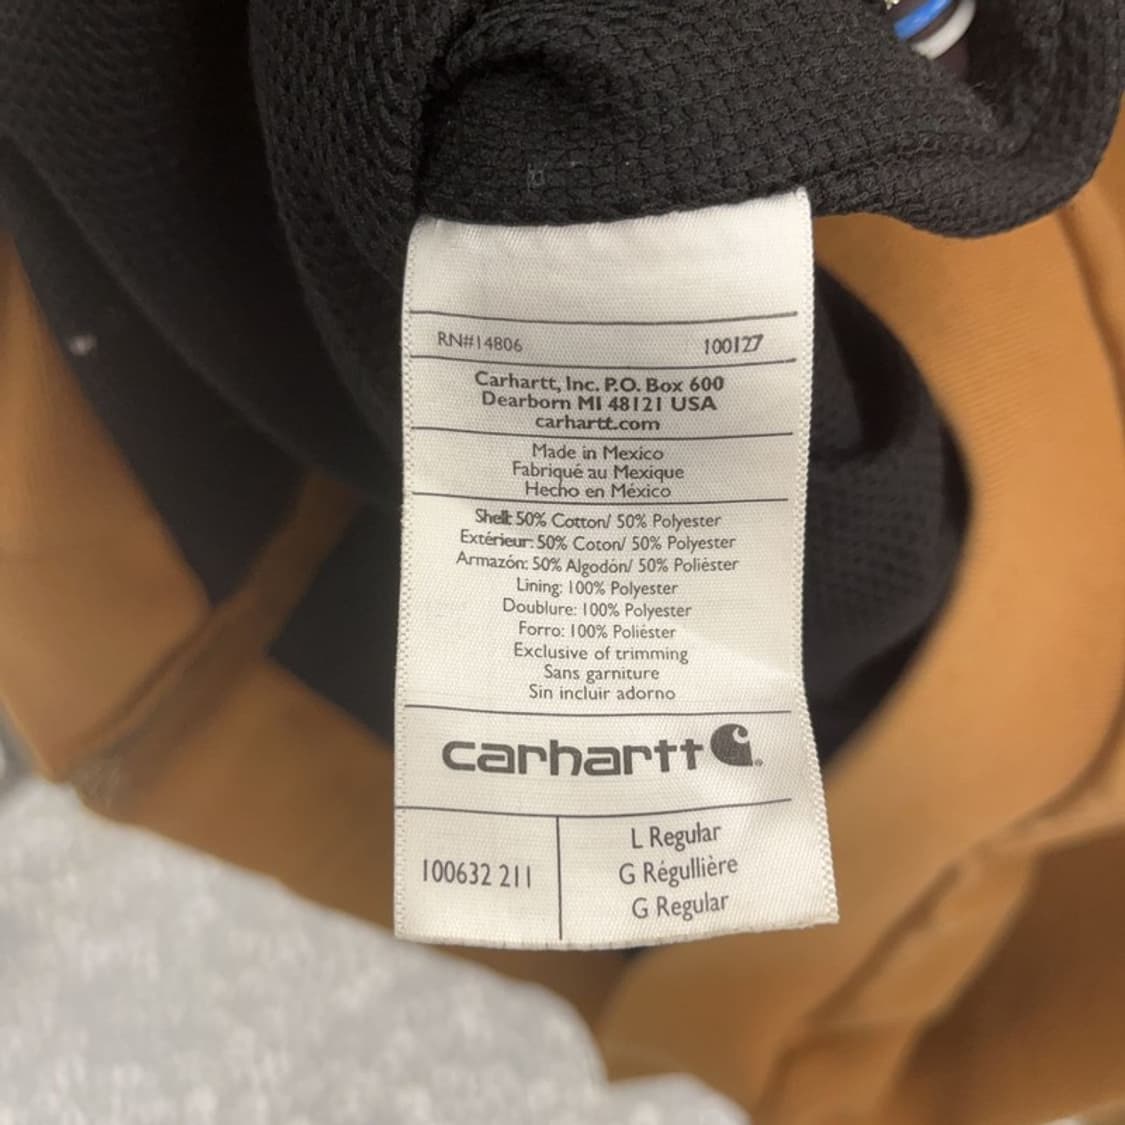 RN#14806 100127
Carhartt, Inc. P.O. Box 600
Dearborn MI 48121 USA
carhartt.com
Made in Mexico
Fabriqué au Mexique
Hecho en México
Shell: 50% Cotton/ 50% Polyester
Extérieur: 50% Coton/ 50% Polyester
Armazón: 50% Algodón/ 50% Poliéster
Lining: 100% Polyester
Doublure: 100% Polyester
Forro: 100% Poliéster
Exclusive of trimming
Sans garniture
Sin incluir adorno
carhartt
100632 211
L Regular
G Régullière
G Regular